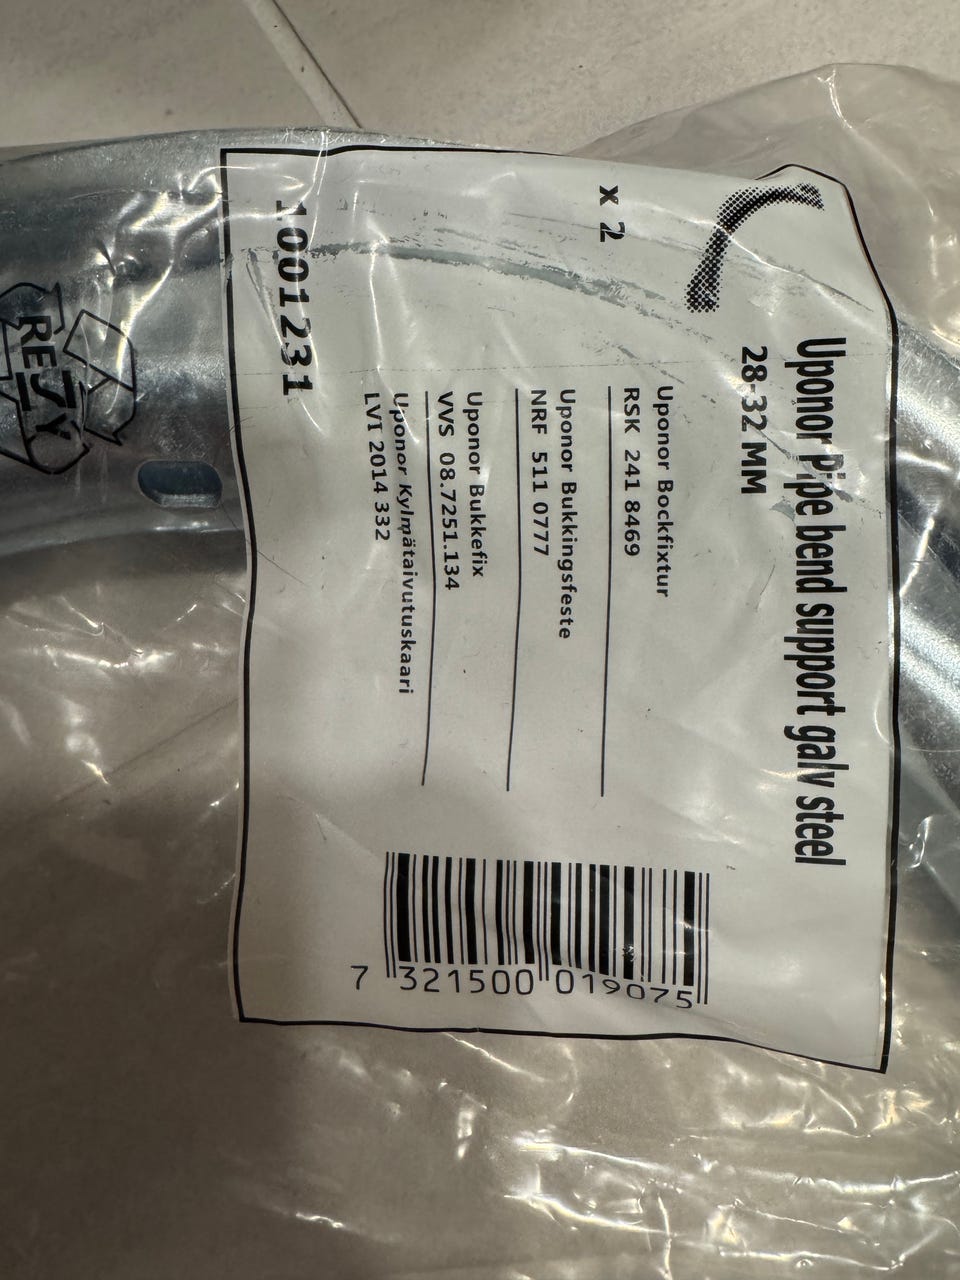 Uponor Pipe bend support galv steel
28-32 MM
x 2
Uponor Bockfixtur
RSK 241 8469
Uponor Bukkingsfeste
NRF 511 0777
Uponor Bukkefix
VVS 08.7251.134
Uponor Kylmätaivutuskaari
LVI 2014 332
1001231
7 321500 019075